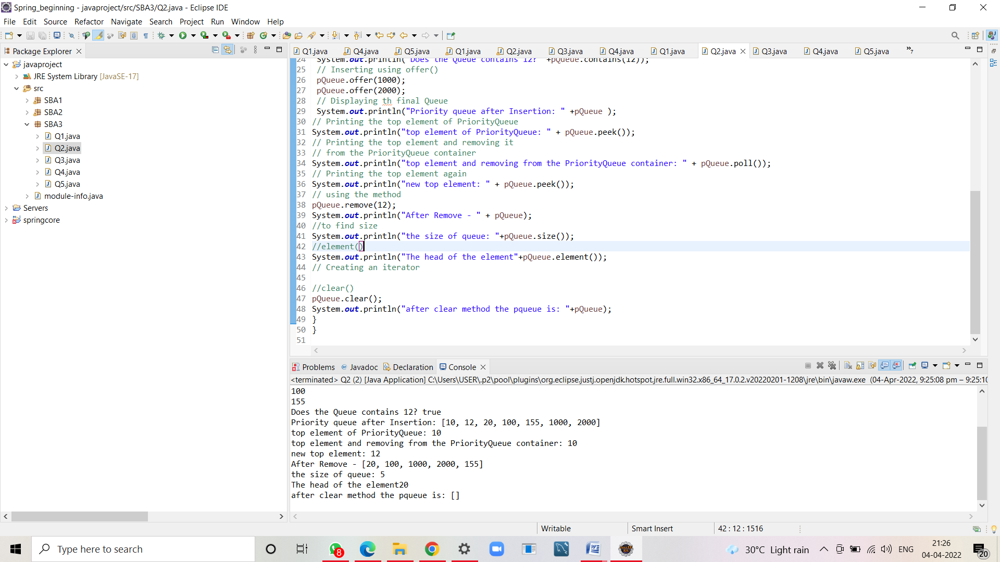 Spring_beginning - javaproject/src/SBA3/Q2.java - Eclipse IDE
File Edit Source Refactor Navigate Search Project Run Window Help
Package Explorer
Q1.java Q4.java Q5.java Q1.java Q2.java Q3.java Q4.java Q1.java Q2.java Q3.java Q4.java Q5.java »7
javaproject
JRE System Library [JavaSE-17]
src
SBA1
SBA2
SBA3
Q1.java
Q2.java
Q3.java
Q4.java
Q5.java
module-info.java
Servers
springcore
24 System.out.println("Does the Queue contains 12? " +pQueue.contains(12));
25 // Inserting using offer()
26 pQueue.offer(1000);
27 pQueue.offer(2000);
28 // Displaying th final Queue
29 System.out.println("Priority queue after Insertion: " +pQueue );
30 // Printing the top element of PriorityQueue
31 System.out.println("top element of PriorityQueue: " + pQueue.peek());
32 // Printing the top element and removing it
33 // from the PriorityQueue container
34 System.out.println("top element and removing from the PriorityQueue container: " + pQueue.poll());
35 // Printing the top element again
36 System.out.println("new top element: " + pQueue.peek());
37 // using the method
38 pQueue.remove(12);
39 System.out.println("After Remove - " + pQueue);
40 //to find size
41 System.out.println("the size of queue: "+pQueue.size());
42 //element()
43 System.out.println("The head of the element"+pQueue.element());
44 // Creating an iterator
45
46 //clear()
47 pQueue.clear();
48 System.out.println("after clear method the pqueue is: "+pQueue);
49 }
50 }
51
Problems @ Javadoc Declaration Console
<terminated> Q2 (2) [Java Application] C:\Users\USER\.p2\pool\plugins\org.eclipse.justj.openjdk.hotspot.jre.full.win32.x86_64_17.0.2.v20220201-1208\jre\bin\javaw.exe (04-Apr-2022, 9:25:08 pm – 9:25:10
100
155
Does the Queue contains 12? true
Priority queue after Insertion: [10, 12, 20, 100, 155, 1000, 2000]
top element of PriorityQueue: 10
top element and removing from the PriorityQueue container: 10
new top element: 12
After Remove - [20, 100, 1000, 2000, 155]
the size of queue: 5
The head of the element20
after clear method the pqueue is: []
Writable Smart Insert 42 : 12 : 1516
Type here to search
8
30°C Light rain
ENG
21:26
04-04-2022
20